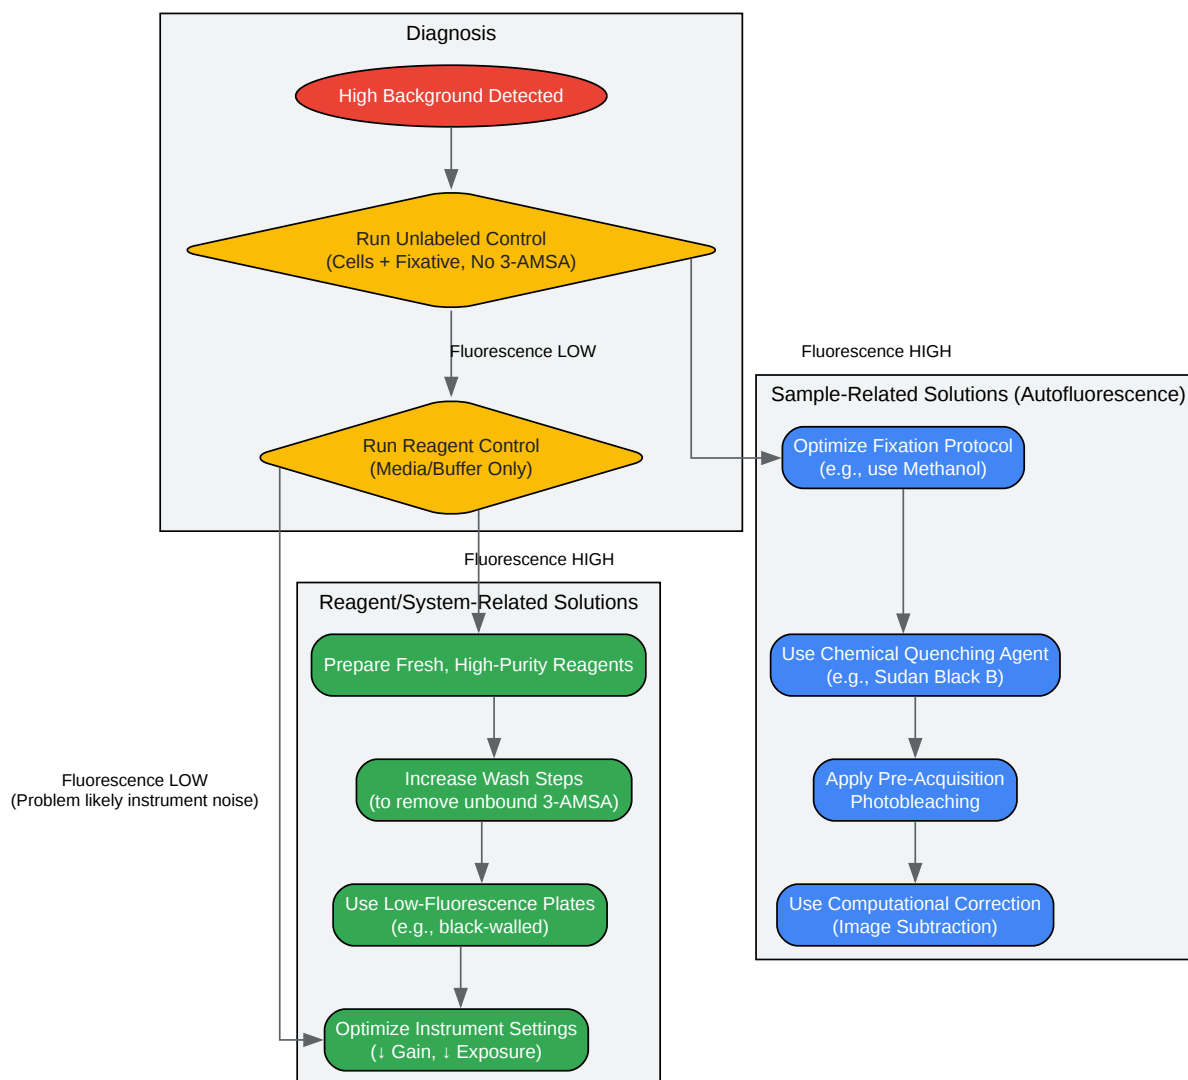 Diagnosis
High Background Detected
Run Unlabeled Control
(Cells + Fixative, No 3-AMSA)
Fluorescence LOW
Fluorescence HIGH
Run Reagent Control
(Media/Buffer Only)
Fluorescence HIGH
Fluorescence LOW
(Problem likely instrument noise)
Reagent/System-Related Solutions
Prepare Fresh, High-Purity Reagents
Increase Wash Steps
(to remove unbound 3-AMSA)
Use Low-Fluorescence Plates
(e.g., black-walled)
Optimize Instrument Settings
(↓ Gain, ↓ Exposure)
Sample-Related Solutions (Autofluorescence)
Optimize Fixation Protocol
(e.g., use Methanol)
Use Chemical Quenching Agent
(e.g., Sudan Black B)
Apply Pre-Acquisition
Photobleaching
Use Computational Correction
(Image Subtraction)